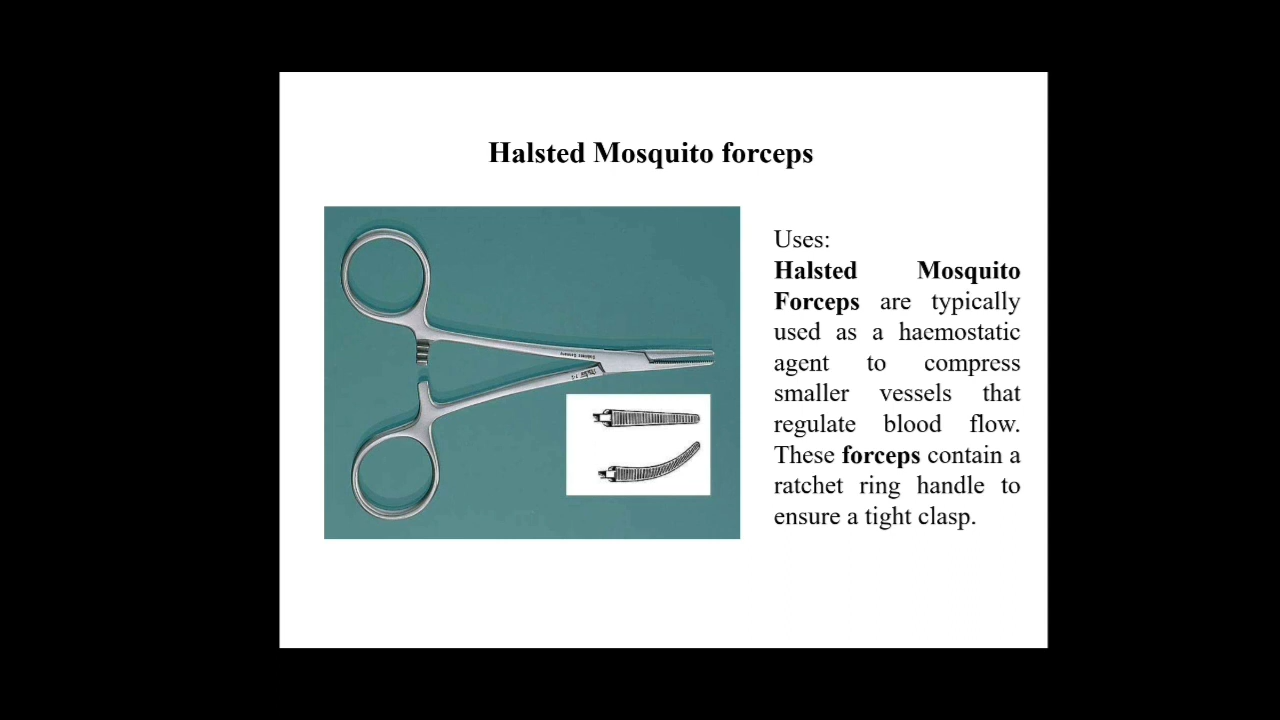 Halsted Mosquito forceps
Uses:
Halsted Mosquito
Forceps are typically
used as a haemostatic
agent to compress
smaller vessels that
regulate blood flow.
These forceps contain a
ratchet ring handle to
ensure a tight clasp.